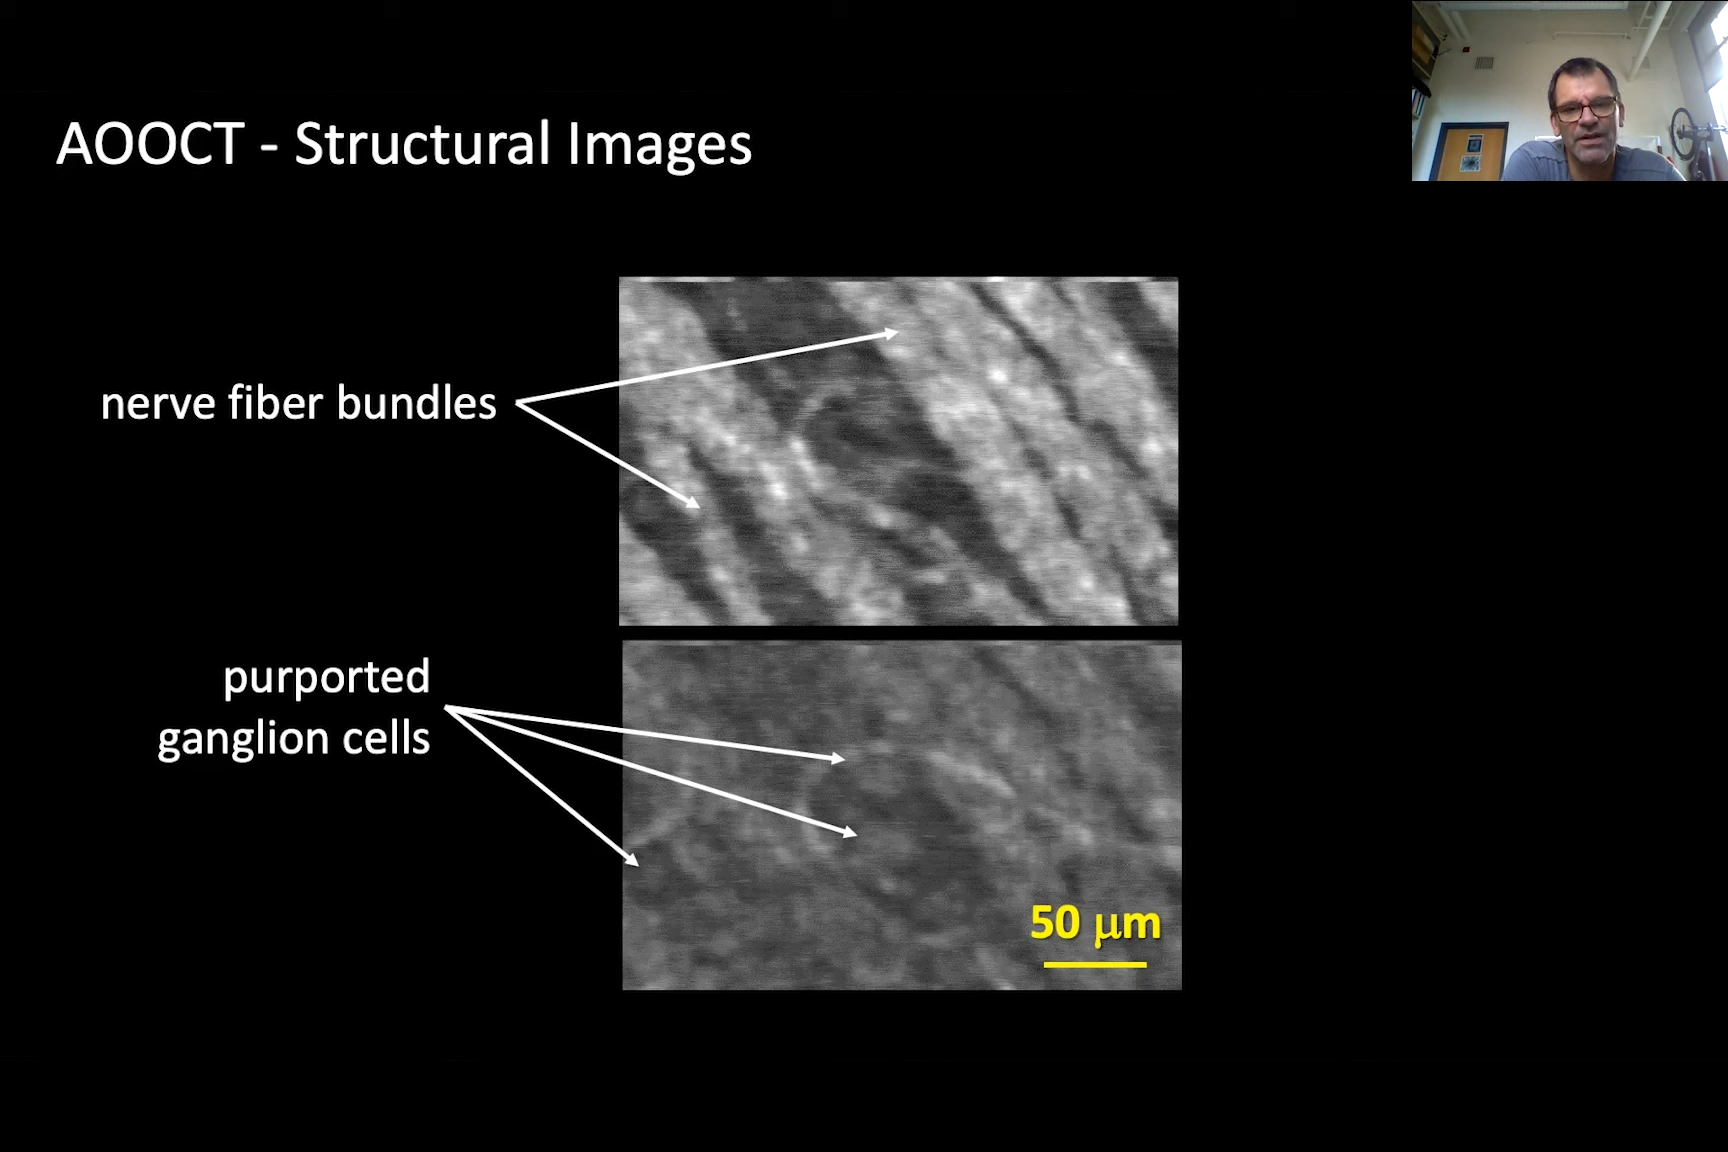 AOOCT - Structural Images
nerve fiber bundles
purported
ganglion cells
50 μm